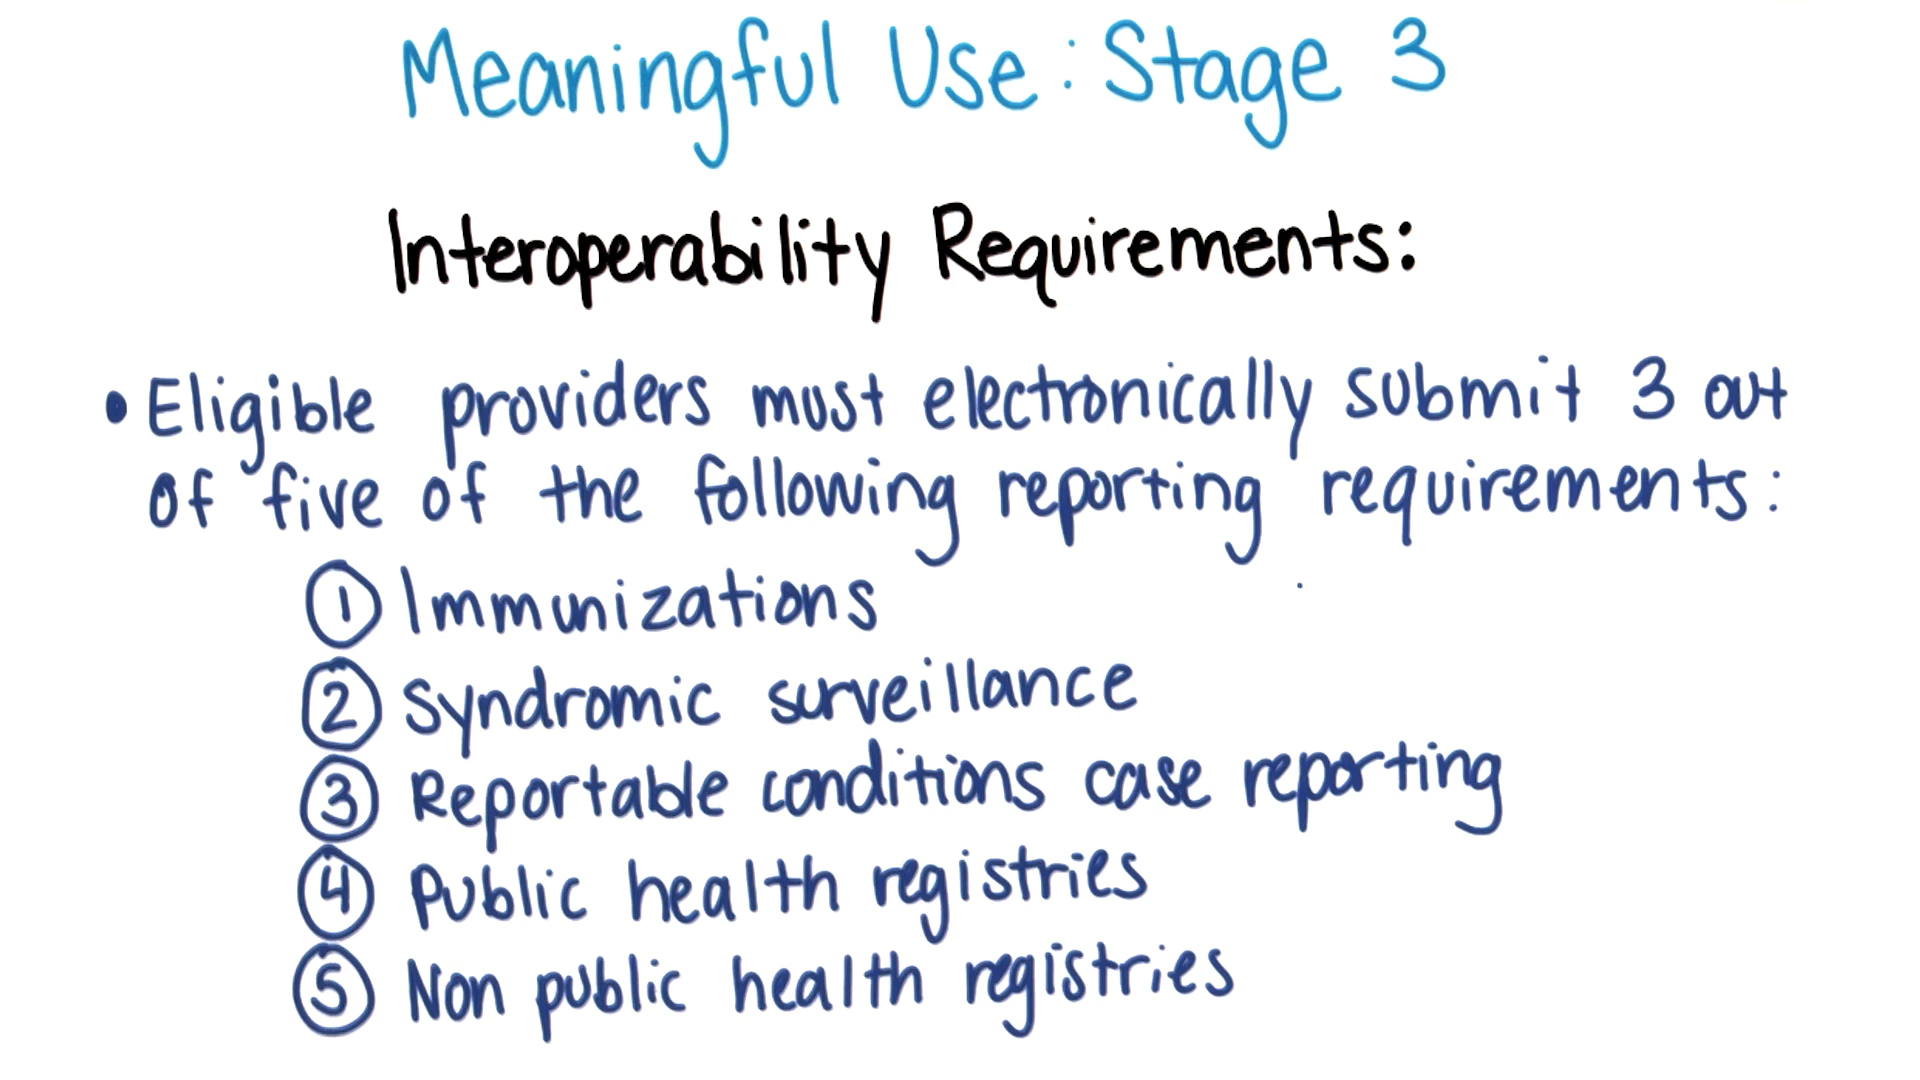 Meaningful Use: Stage 3
Interoperability Requirements:
• Eligible providers must electronically submit 3 out
of five of the following reporting requirements:
① Immunizations
② Syndromic surveillance
③ Reportable conditions case reporting
④ Public health registries
⑤ Non public health registries